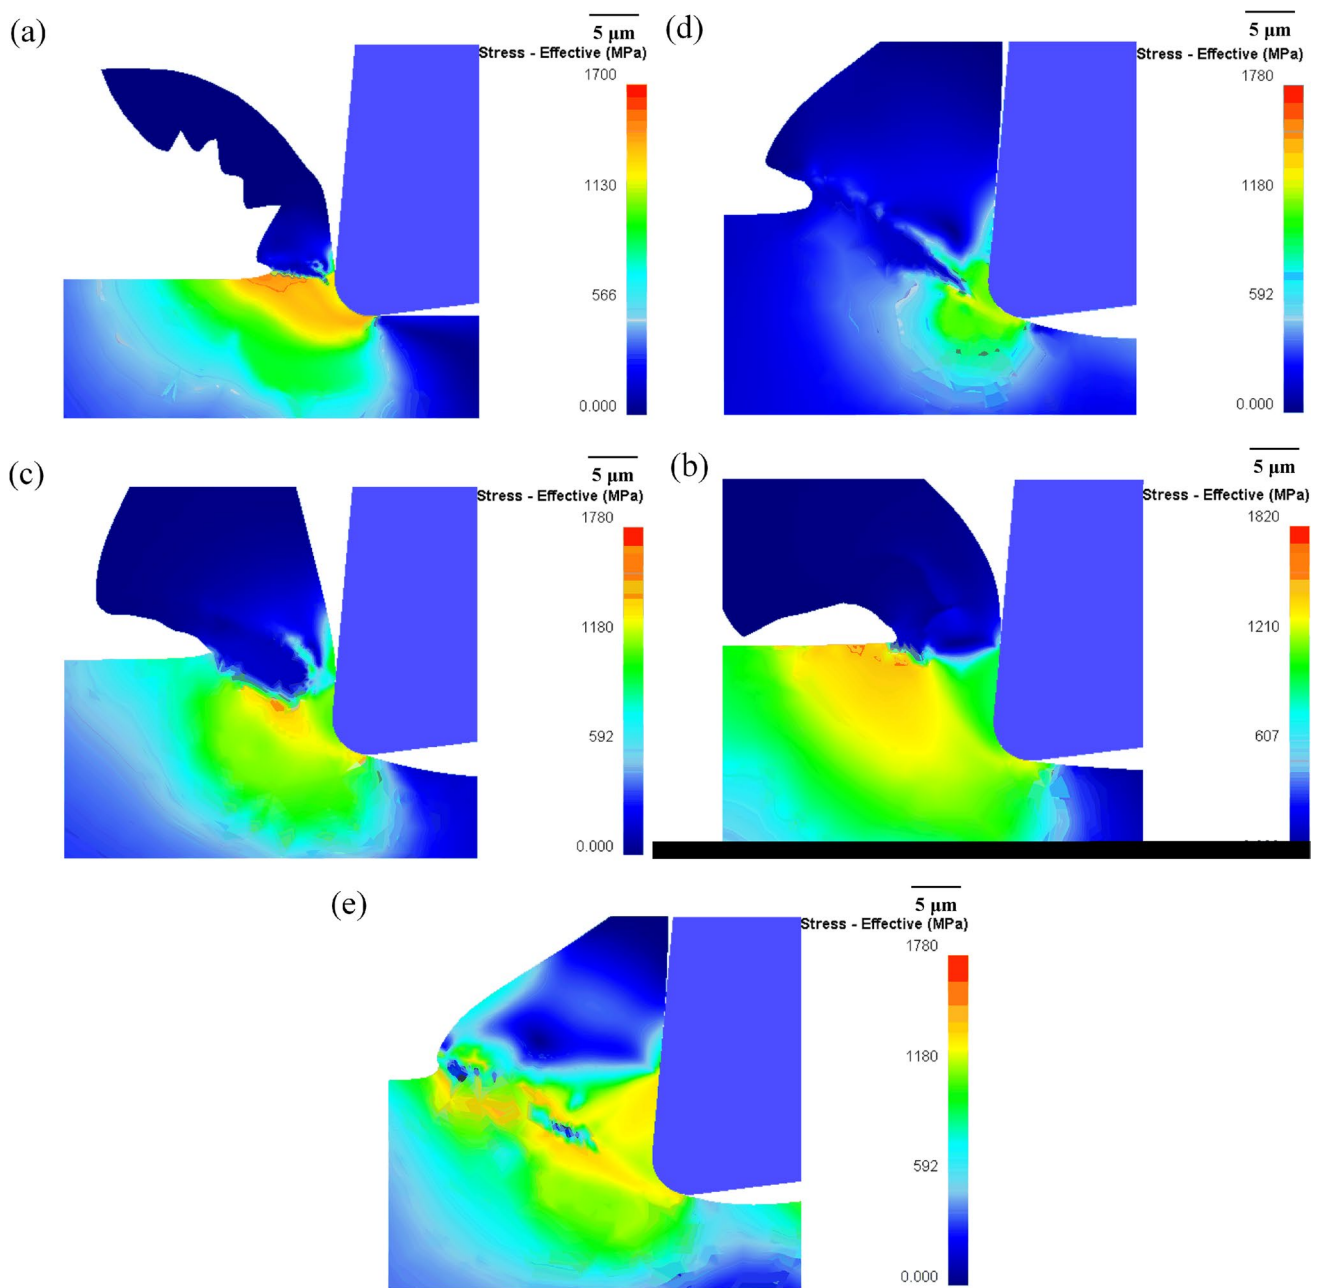 (a)
5 μm
Stress - Effective (MPa)
1700
1130
566
0.000
(d)
5 μm
Stress - Effective (MPa)
1780
1180
592
0.000
(c)
5 μm
Stress - Effective (MPa)
1780
1180
592
0.000
(b)
5 μm
Stress - Effective (MPa)
1820
1210
607
(e)
5 μm
Stress - Effective (MPa)
1780
1180
592
0.000